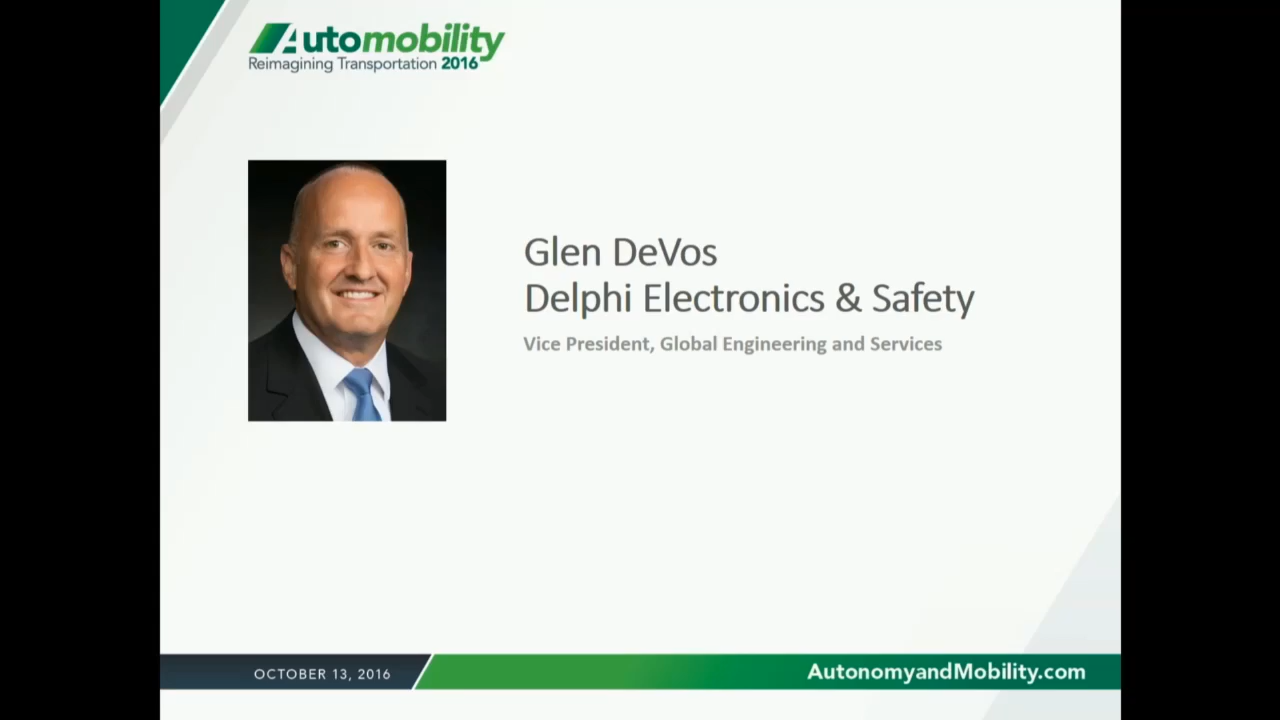 Automobility
Reimagining Transportation 2016
Glen DeVos
Delphi Electronics & Safety
Vice President, Global Engineering and Services
OCTOBER 13, 2016
AutonomyandMobility.com